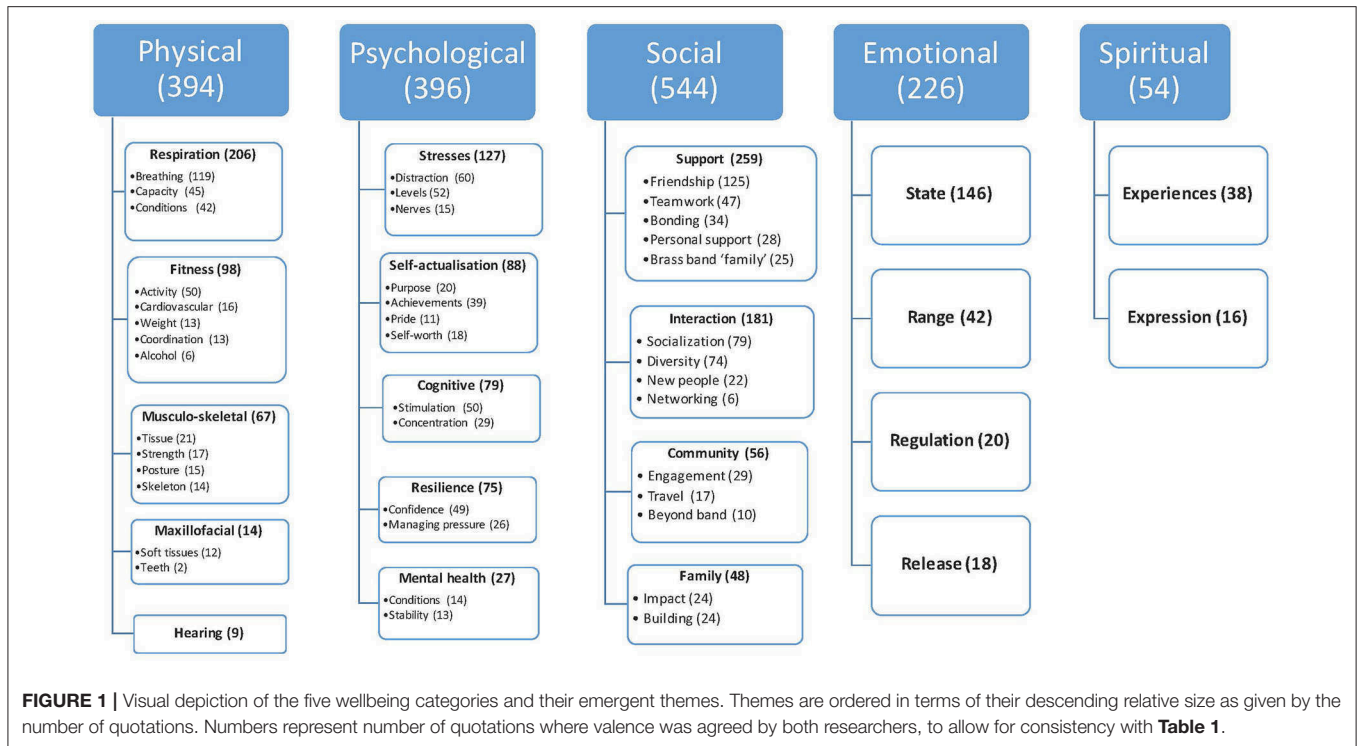 Physical
(394)
Respiration (206)
•Breathing (119)
•Capacity (45)
•Conditions (42)
Fitness (98)
•Activity (50)
•Cardiovascular (16)
•Weight (13)
•Coordination (13)
•Alcohol (6)
Musculo-skeletal (67)
•Tissue (21)
•Strength (17)
•Posture (15)
•Skeleton (14)
Maxillofacial (14)
•Soft tissues (12)
•Teeth (2)
Hearing (9)
Psychological
(396)
Stresses (127)
•Distraction (60)
•Levels (52)
•Nerves (15)
Self-actualisation (88)
•Purpose (20)
•Achievements (39)
•Pride (11)
•Self-worth (18)
Cognitive (79)
•Stimulation (50)
•Concentration (29)
Resilience (75)
•Confidence (49)
•Managing pressure (26)
Mental health (27)
•Conditions (14)
•Stability (13)
Social
(544)
Support (259)
•Friendship (125)
•Teamwork (47)
•Bonding (34)
•Personal support (28)
•Brass band ‘family’ (25)
Interaction (181)
• Socialization (79)
• Diversity (74)
• New people (22)
• Networking (6)
Community (56)
• Engagement (29)
• Travel (17)
• Beyond band (10)
Family (48)
• Impact (24)
• Building (24)
Emotional
(226)
State (146)
Range (42)
Regulation (20)
Release (18)
Spiritual
(54)
Experiences (38)
Expression (16)
FIGURE 1 | Visual depiction of the five wellbeing categories and their emergent themes. Themes are ordered in terms of their descending relative size as given by the
number of quotations. Numbers represent number of quotations where valence was agreed by both researchers, to allow for consistency with Table 1.